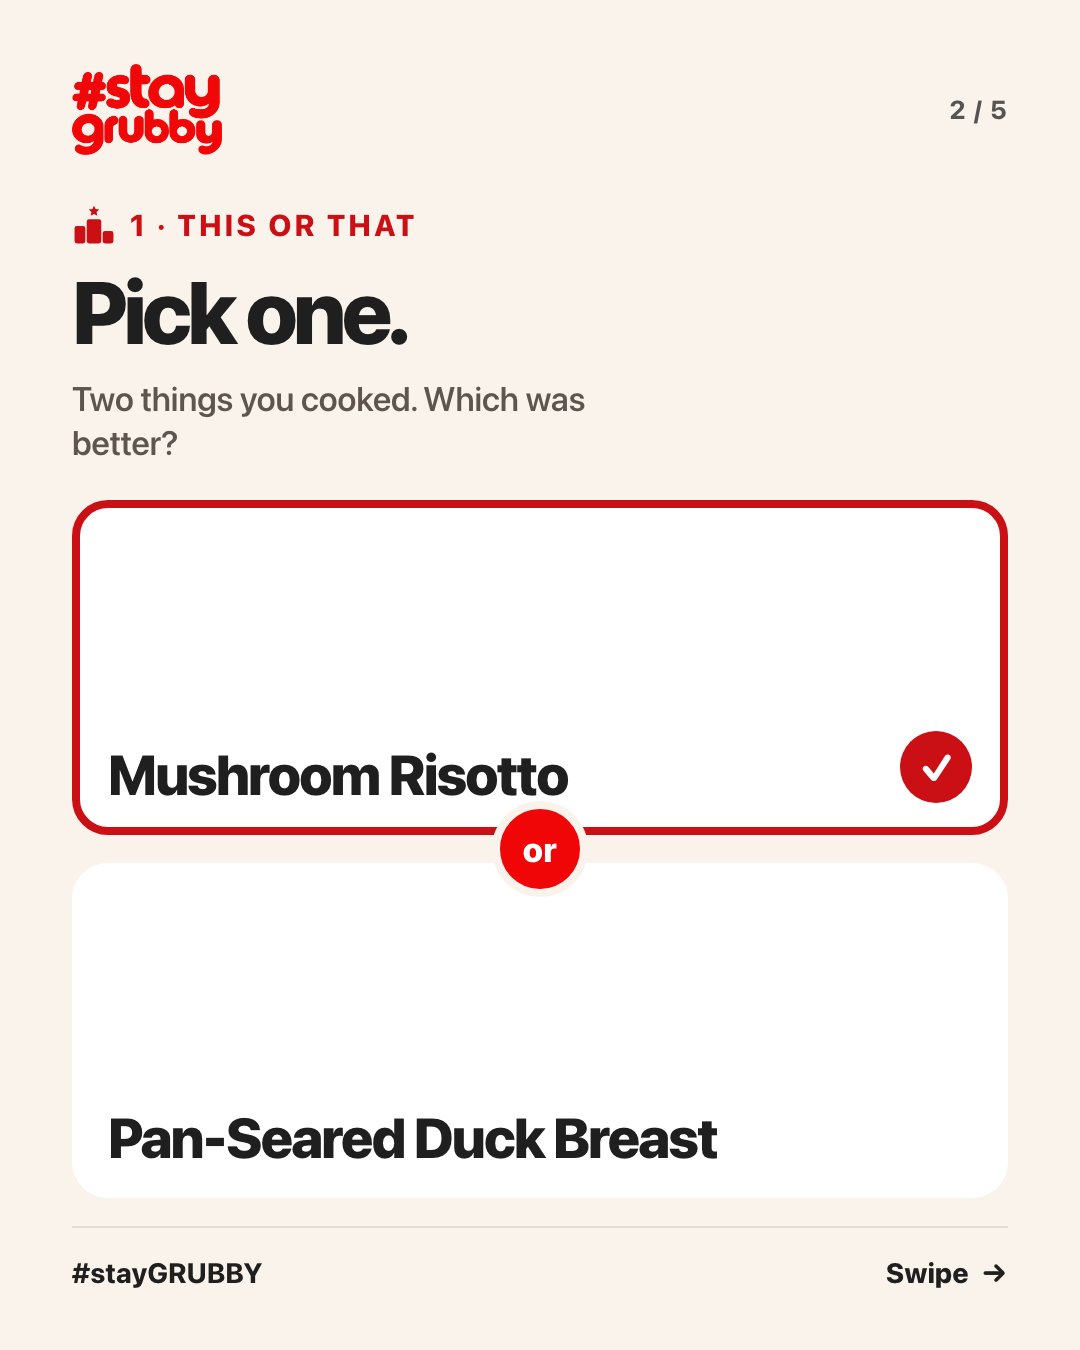 #stay
grubby
2 / 5
1 · THIS OR THAT
Pick one.
Two things you cooked. Which was
better?
Mushroom Risotto
or
Pan-Seared Duck Breast
#stayGRUBBY
Swipe →